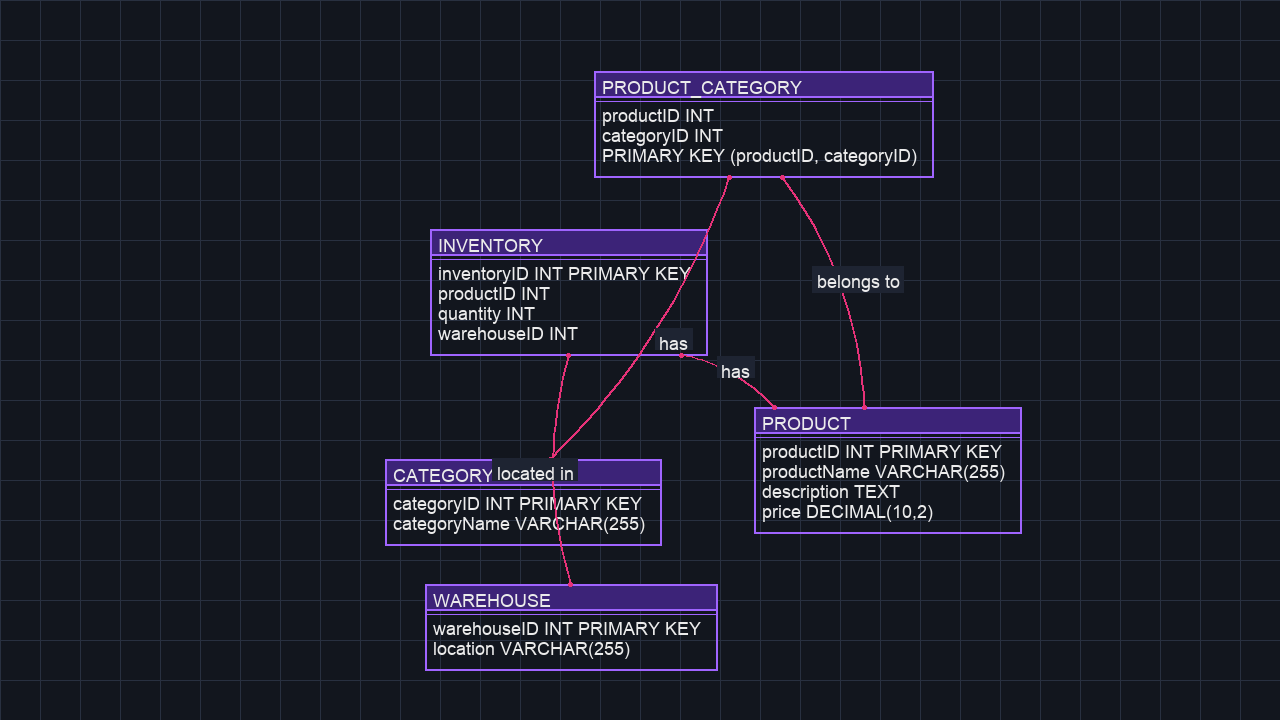 PRODUCT_CATEGORY
productID INT
categoryID INT
PRIMARY KEY (productID, categoryID)
INVENTORY
inventoryID INT PRIMARY KEY
productID INT
quantity INT
warehouseID INT
belongs to
has
has
PRODUCT
productID INT PRIMARY KEY
productName VARCHAR(255)
description TEXT
price DECIMAL(10,2)
CATEGORY
located in
categoryID INT PRIMARY KEY
categoryName VARCHAR(255)
WAREHOUSE
warehouseID INT PRIMARY KEY
location VARCHAR(255)